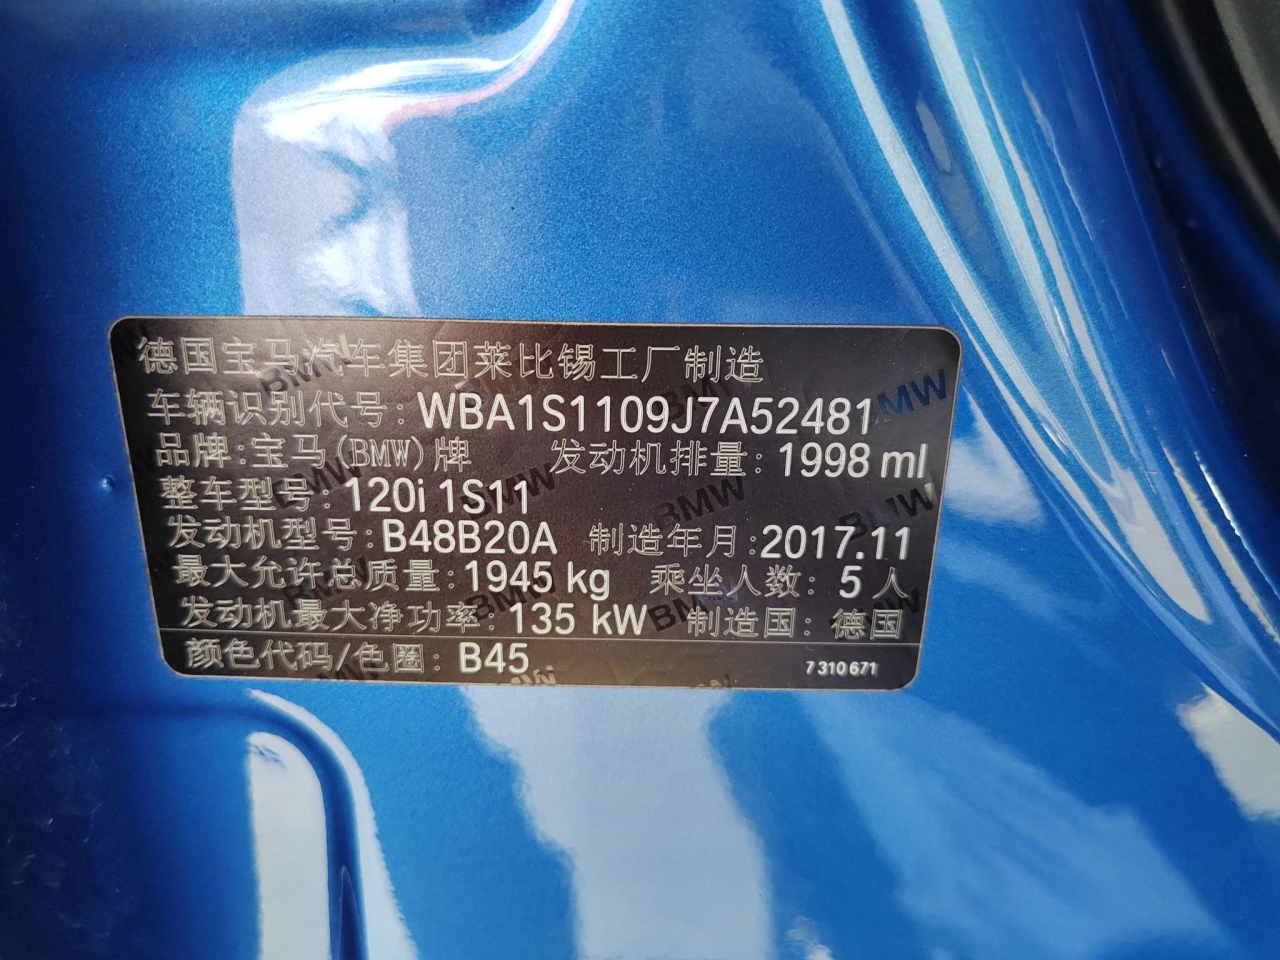 德国宝马汽车集团莱比锡工厂制造
车辆识别代号: WBA1S1109J7A52481
品牌:宝马(BMW)牌 发动机排量: 1998 ml
整车型号: 120i 1S11
发动机型号: B48B20A 制造年月:2017.11
最大允许总质量: 1945 kg 乘坐人数: 5 人
发动机最大净功率: 135 kW 制造国: 德国
颜色代码/色圈: B45 7 310 671